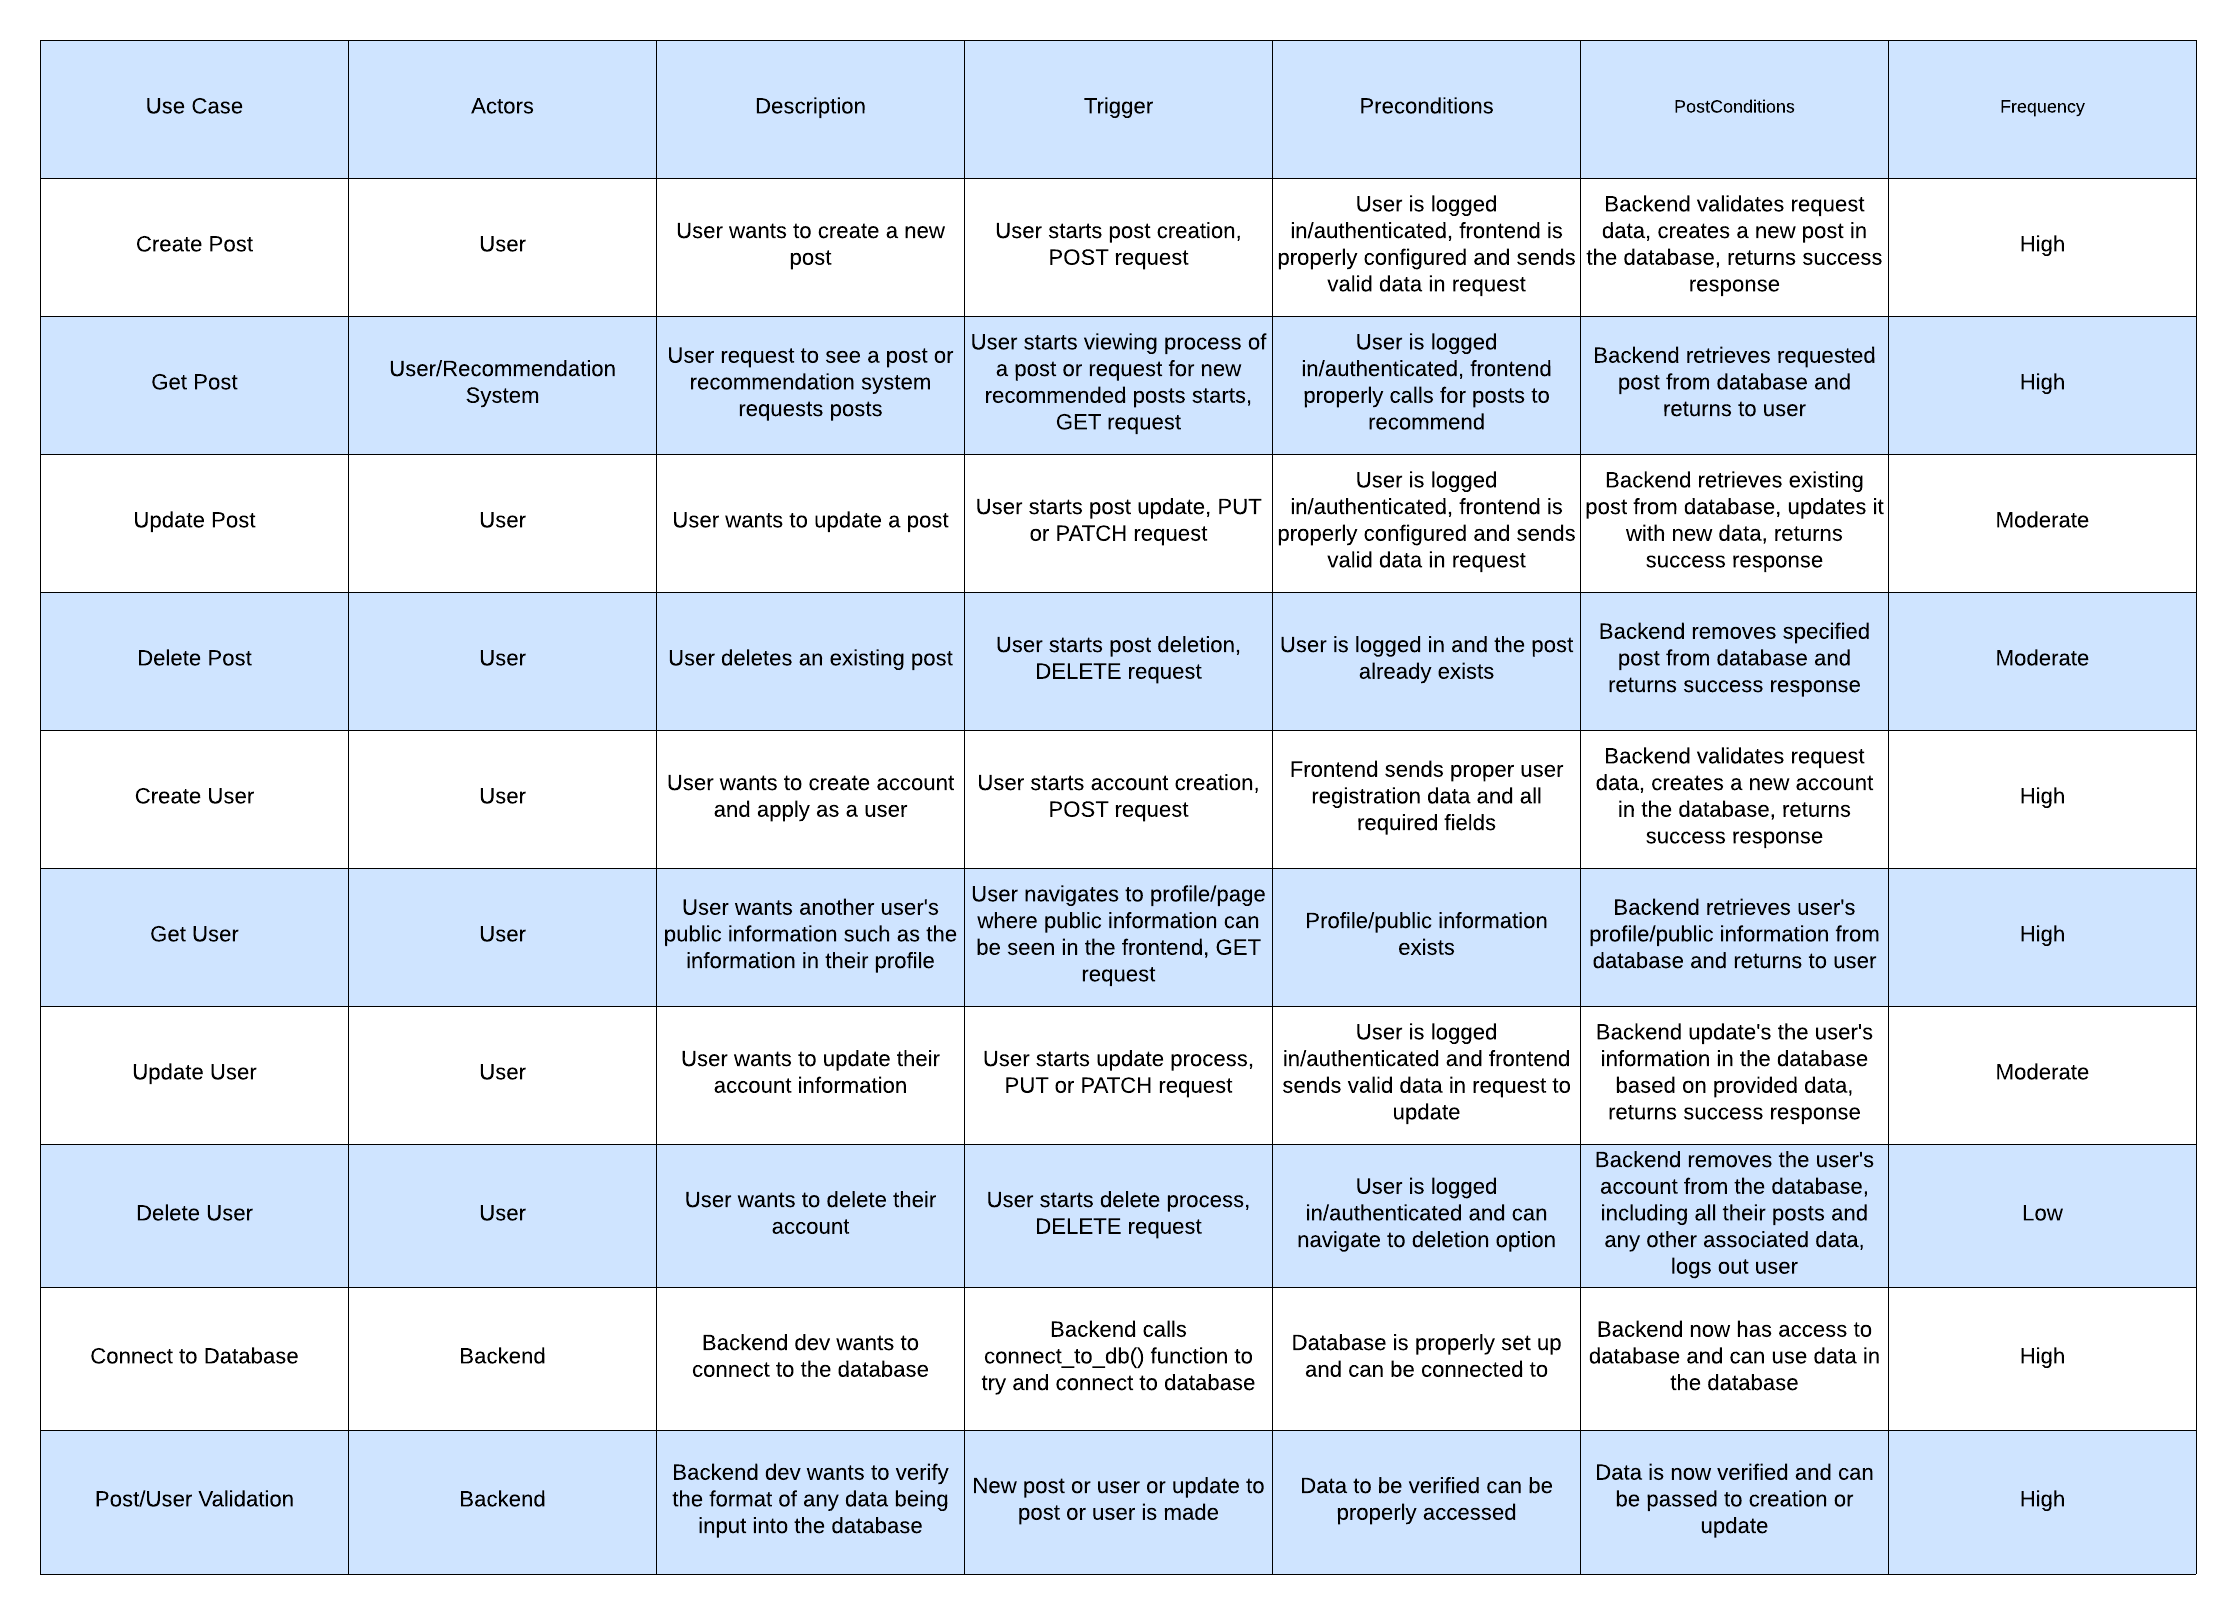 Use Case
Actors
Description
Trigger
Preconditions
PostConditions
Frequency
Create Post
User
User wants to create a new
post
User starts post creation,
POST request
User is logged
in/authenticated, frontend is
properly configured and sends
valid data in request
Backend validates request
data, creates a new post in
the database, returns success
response
High
Get Post
User/Recommendation
System
User request to see a post or
recommendation system
requests posts
User starts viewing process of
a post or request for new
recommended posts starts,
GET request
User is logged
in/authenticated, frontend
properly calls for posts to
recommend
Backend retrieves requested
post from database and
returns to user
High
Update Post
User
User wants to update a post
User starts post update, PUT
or PATCH request
User is logged
in/authenticated, frontend is
properly configured and sends
valid data in request
Backend retrieves existing
post from database, updates it
with new data, returns
success response
Moderate
Delete Post
User
User deletes an existing post
User starts post deletion,
DELETE request
User is logged in and the post
already exists
Backend removes specified
post from database and
returns success response
Moderate
Create User
User
User wants to create account
and apply as a user
User starts account creation,
POST request
Frontend sends proper user
registration data and all
required fields
Backend validates request
data, creates a new account
in the database, returns
success response
High
Get User
User
User wants another user's
public information such as the
information in their profile
User navigates to profile/page
where public information can
be seen in the frontend, GET
request
Profile/public information
exists
Backend retrieves user's
profile/public information from
database and returns to user
High
Update User
User
User wants to update their
account information
User starts update process,
PUT or PATCH request
User is logged
in/authenticated and frontend
sends valid data in request to
update
Backend update's the user's
information in the database
based on provided data,
returns success response
Moderate
Delete User
User
User wants to delete their
account
User starts delete process,
DELETE request
User is logged
in/authenticated and can
navigate to deletion option
Backend removes the user's
account from the database,
including all their posts and
any other associated data,
logs out user
Low
Connect to Database
Backend
Backend dev wants to
connect to the database
Backend calls
connect_to_db() function to
try and connect to database
Database is properly set up
and can be connected to
Backend now has access to
database and can use data in
the database
High
Post/User Validation
Backend
Backend dev wants to verify
the format of any data being
input into the database
New post or user or update to
post or user is made
Data to be verified can be
properly accessed
Data is now verified and can
be passed to creation or
update
High